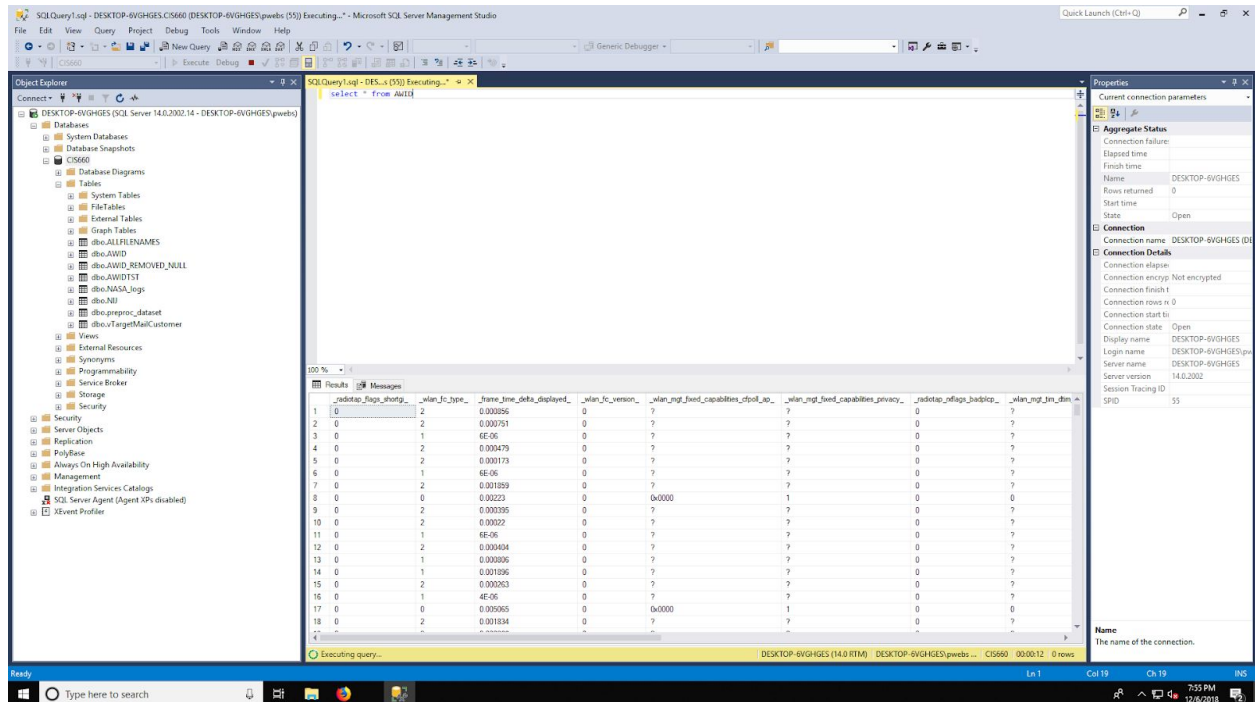 SQLQuery1.sql - DESKTOP-6VGHGES.CIS660 (DESKTOP-6VGHGES\pwebs (55)) Executing...* - Microsoft SQL Server Management Studio
Quick Launch (Ctrl+Q)
File Edit View Query Project Debug Tools Window Help
New Query
Generic Debugger
CIS660
Execute Debug
Object Explorer
Connect
DESKTOP-6VGHGES (SQL Server 14.0.2002.14 - DESKTOP-6VGHGES\pwebs)
Databases
System Databases
Database Snapshots
CIS660
Database Diagrams
Tables
System Tables
FileTables
External Tables
Graph Tables
dbo.ALLFILENAMES
dbo.AWID
dbo.AWID_REMOVED_NULL
dbo.AWIDTST
dbo.NASA_logs
dbo.NIJ
dbo.preproc_dataset
dbo.vTargetMailCustomer
Views
External Resources
Synonyms
Programmability
Service Broker
Storage
Security
Security
Server Objects
Replication
PolyBase
Always On High Availability
Management
Integration Services Catalogs
SQL Server Agent (Agent XPs disabled)
XEvent Profiler
SQLQuery1.sql - DES...s (55)) Executing...*
select * from AWID
100 %
Results Messages
_radiotap_flags_shortgi_ _wlan_fc_type_ _frame_time_delta_displayed_ _wlan_fc_version_ _wlan_mgt_fixed_capabilities_cfpoll_ap_ _wlan_mgt_fixed_capabilities_privacy_ _radiotap_rxflags_badplcp_ _wlan_mgt_tim_dtim
1 0 2 0.000856 0 ? ? 0 ?
2 0 2 0.000751 0 ? ? 0 ?
3 0 1 6E-06 0 ? ? 0 ?
4 0 2 0.000479 0 ? ? 0 ?
5 0 2 0.000173 0 ? ? 0 ?
6 0 1 6E-06 0 ? ? 0 ?
7 0 2 0.001859 0 ? ? 0 ?
8 0 0 0.00223 0 0x0000 1 0 0
9 0 2 0.000395 0 ? ? 0 ?
10 0 2 0.00022 0 ? ? 0 ?
11 0 1 6E-06 0 ? ? 0 ?
12 0 2 0.000404 0 ? ? 0 ?
13 0 1 0.000806 0 ? ? 0 ?
14 0 1 0.001896 0 ? ? 0 ?
15 0 2 0.000263 0 ? ? 0 ?
16 0 1 4E-06 0 ? ? 0 ?
17 0 0 0.005065 0 0x0000 1 0 0
18 0 2 0.001834 0 ? ? 0 ?
Executing query...
DESKTOP-6VGHGES (14.0 RTM) DESKTOP-6VGHGES\pwebs ... CIS660 00:00:12 0 rows
Properties
Current connection parameters
Aggregate Status
Connection failure
Elapsed time
Finish time
Name DESKTOP-6VGHGES
Rows returned 0
Start time
State Open
Connection
Connection name DESKTOP-6VGHGES (DE
Connection Details
Connection elapse
Connection encryp Not encrypted
Connection finish t
Connection rows re 0
Connection start ti
Connection state Open
Display name DESKTOP-6VGHGES
Login name DESKTOP-6VGHGES\pw
Server name DESKTOP-6VGHGES
Server version 14.0.2002
Session Tracing ID
SPID 55
Name
The name of the connection.
Ready
Ln 1 Col 19 Ch 19 INS
Type here to search
7:55 PM
12/6/2018